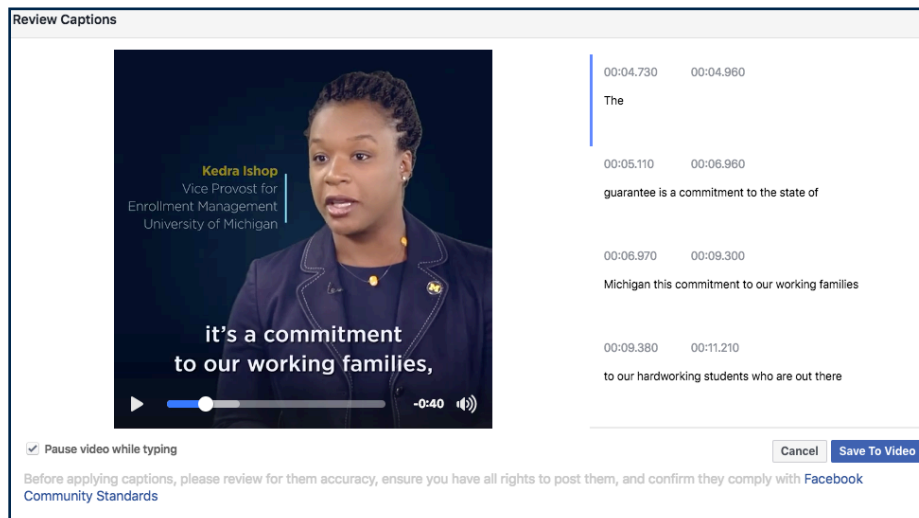 Review Captions
Kedra Ishop
Vice Provost for
Enrollment Management
University of Michigan
M
it's a commitment
to our working families,
-0:40
00:04.730 00:04.960
The
00:05.110 00:06.960
guarantee is a commitment to the state of
00:06.970 00:09.300
Michigan this commitment to our working families
00:09.380 00:11.210
to our hardworking students who are out there
Pause video while typing
Cancel Save To Video
Before applying captions, please review for them accuracy, ensure you have all rights to post them, and confirm they comply with Facebook
Community Standards